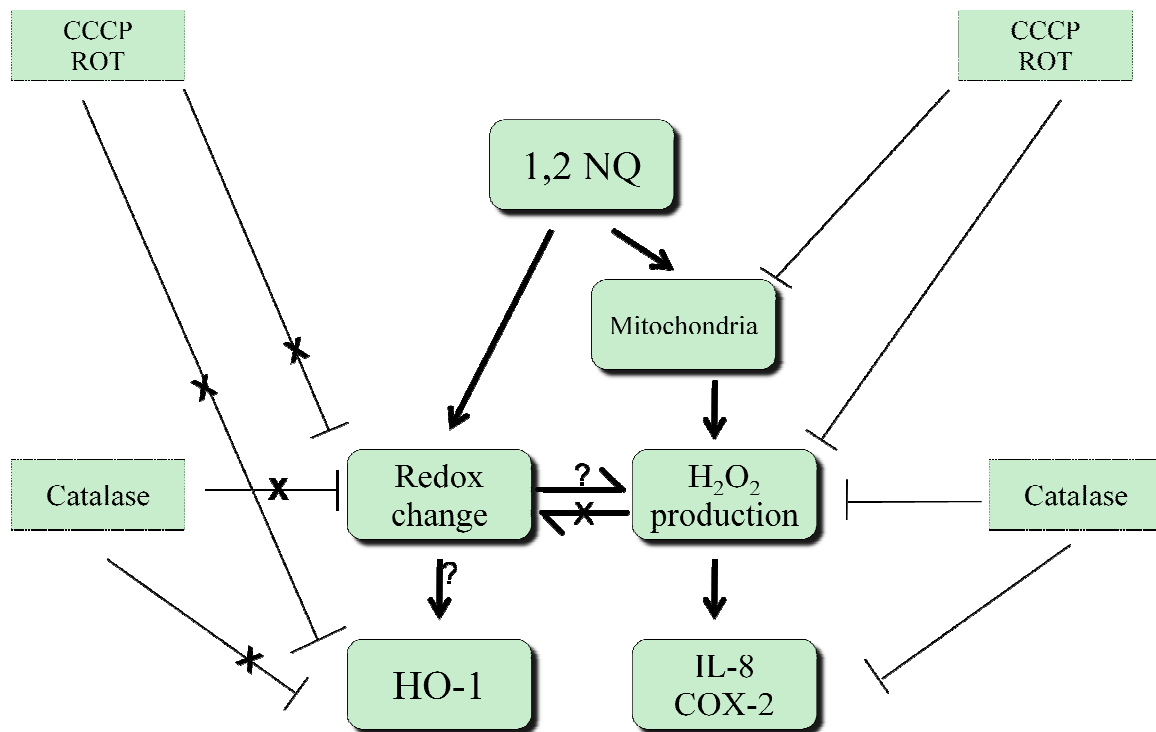 CCCP
ROT
CCCP
ROT
1,2 NQ
Mitochondria
Catalase
Redox
change
?
X
H₂O₂
production
Catalase
?
HO-1
IL-8
COX-2